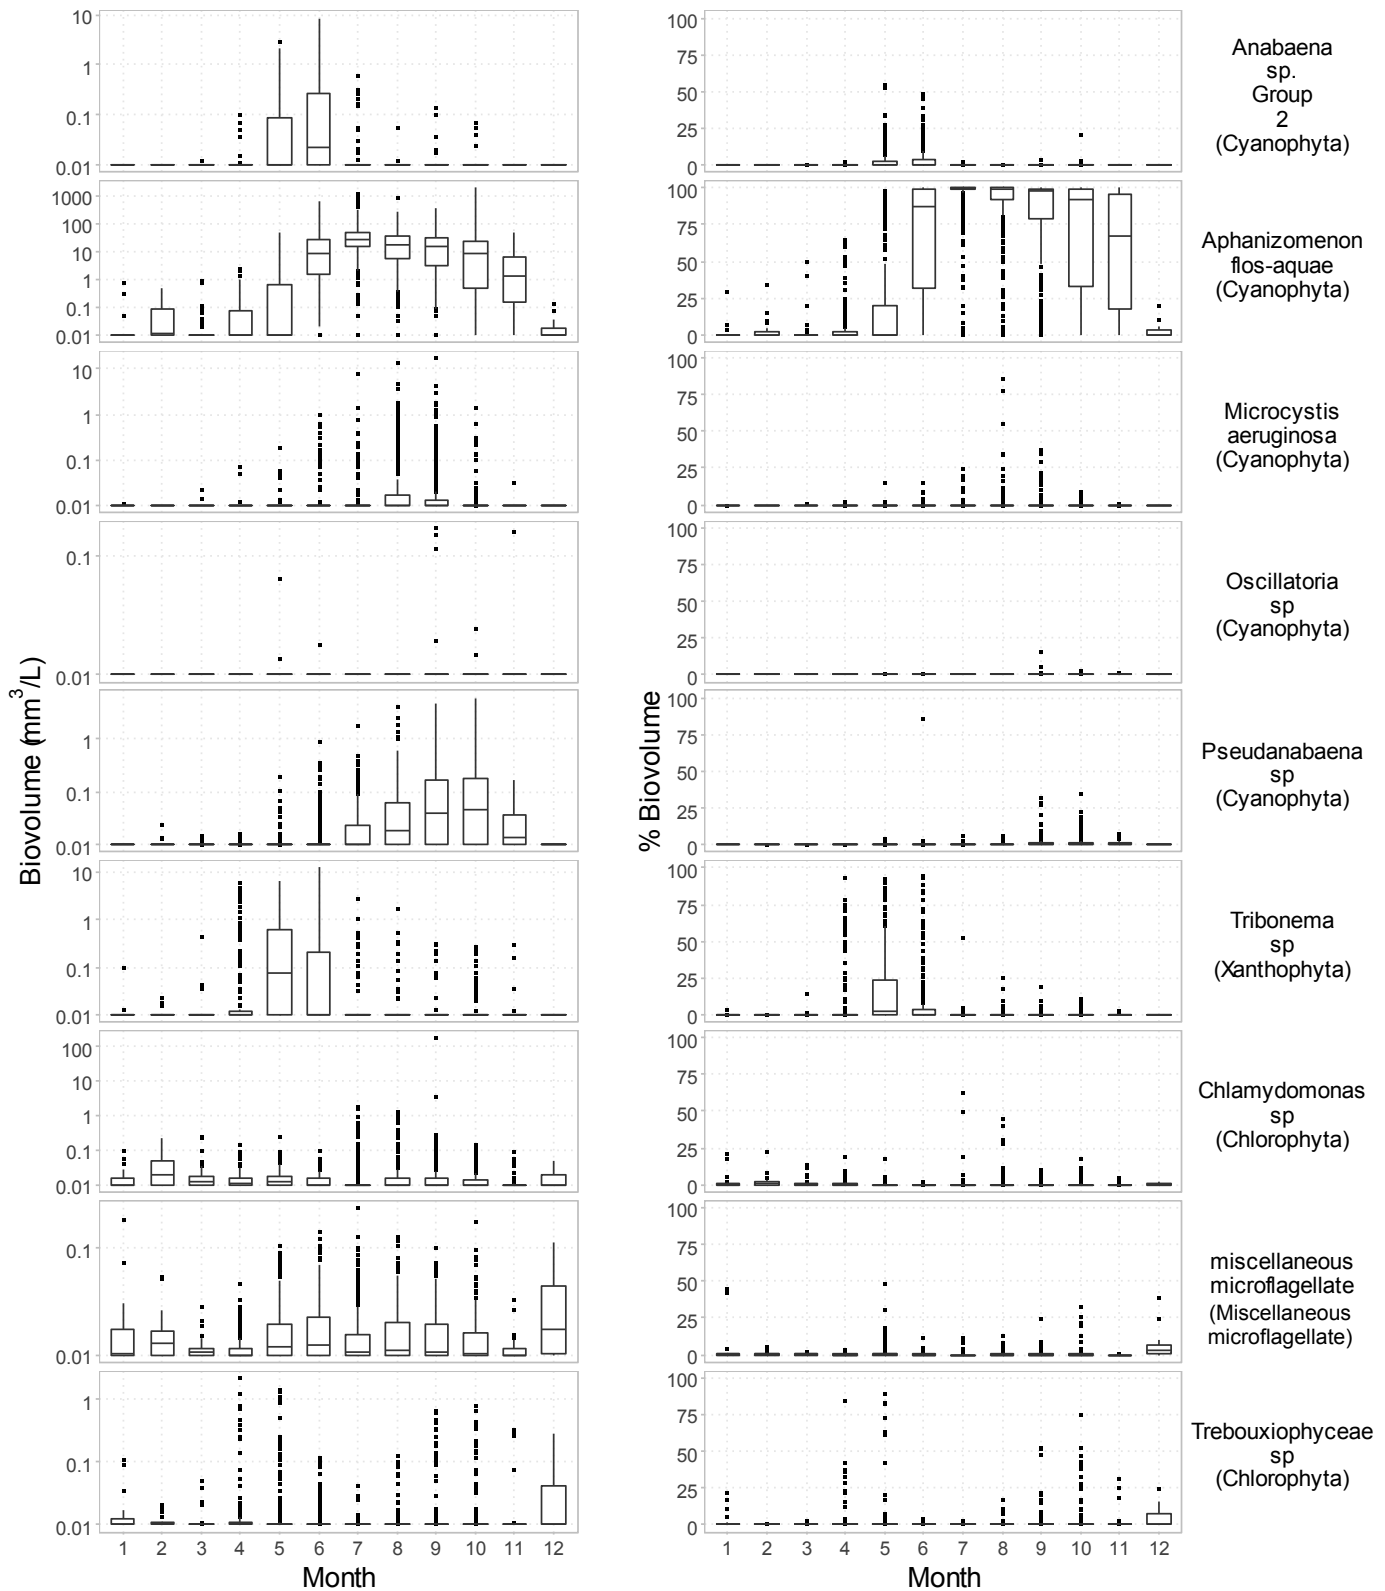 10
1
0.1
0.01
100
75
50
25
0
Anabaena
sp.
Group
2
(Cyanophyta)
1000
100
10
1
0.1
0.01
100
75
50
25
0
Aphanizomenon
flos-aquae
(Cyanophyta)
10
1
0.1
0.01
100
75
50
25
0
Microcystis
aeruginosa
(Cyanophyta)
0.1
0.01
100
75
50
25
0
Oscillatoria
sp
(Cyanophyta)
Biovolume (mm³/L)
1
0.1
0.01
% Biovolume
100
75
50
25
0
Pseudanabaena
sp
(Cyanophyta)
10
1
0.1
0.01
100
75
50
25
0
Tribonema
sp
(Xanthophyta)
100
10
1
0.1
0.01
100
75
50
25
0
Chlamydomonas
sp
(Chlorophyta)
0.1
0.01
100
75
50
25
0
miscellaneous
microflagellate
(Miscellaneous
microflagellate)
1
0.1
0.01
100
75
50
25
0
Trebouxiophyceae
sp
(Chlorophyta)
1 2 3 4 5 6 7 8 9 10 11 12
Month
1 2 3 4 5 6 7 8 9 10 11 12
Month